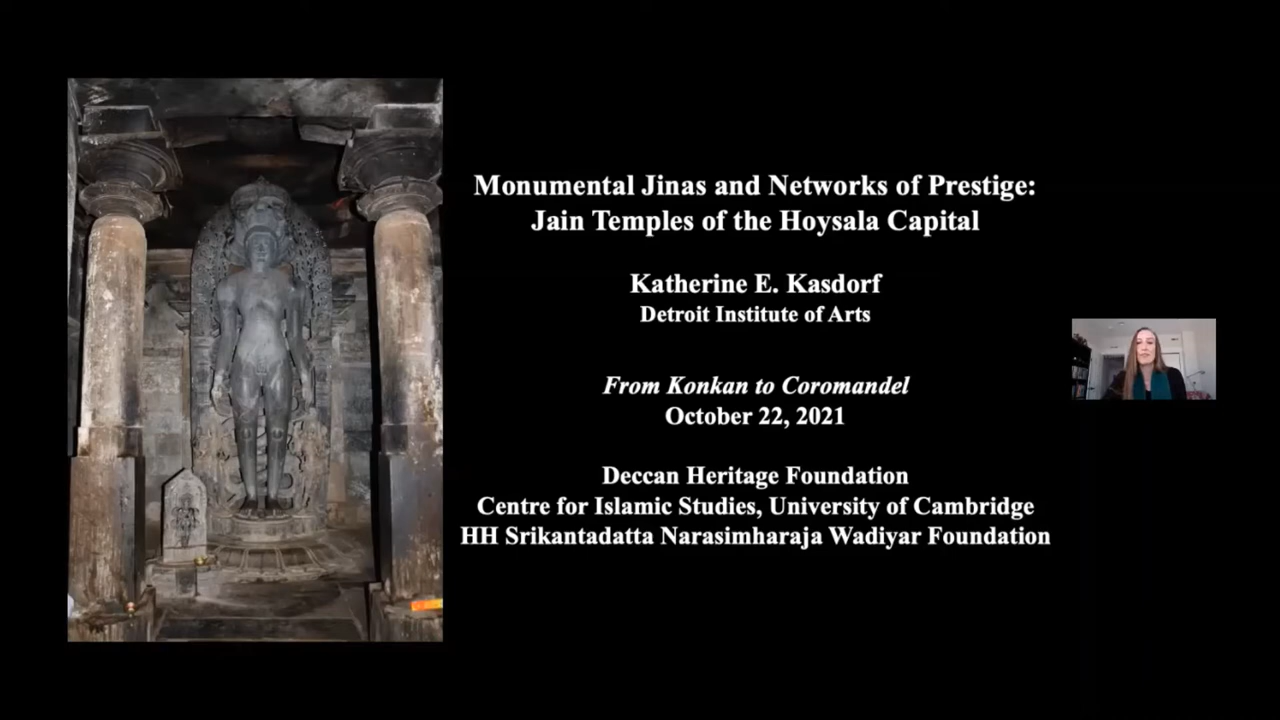 Monumental Jinas and Networks of Prestige:
Jain Temples of the Hoysala Capital
Katherine E. Kasdorf
Detroit Institute of Arts
From Konkan to Coromandel
October 22, 2021
Deccan Heritage Foundation
Centre for Islamic Studies, University of Cambridge
HH Srikantadatta Narasimharaja Wadiyar Foundation